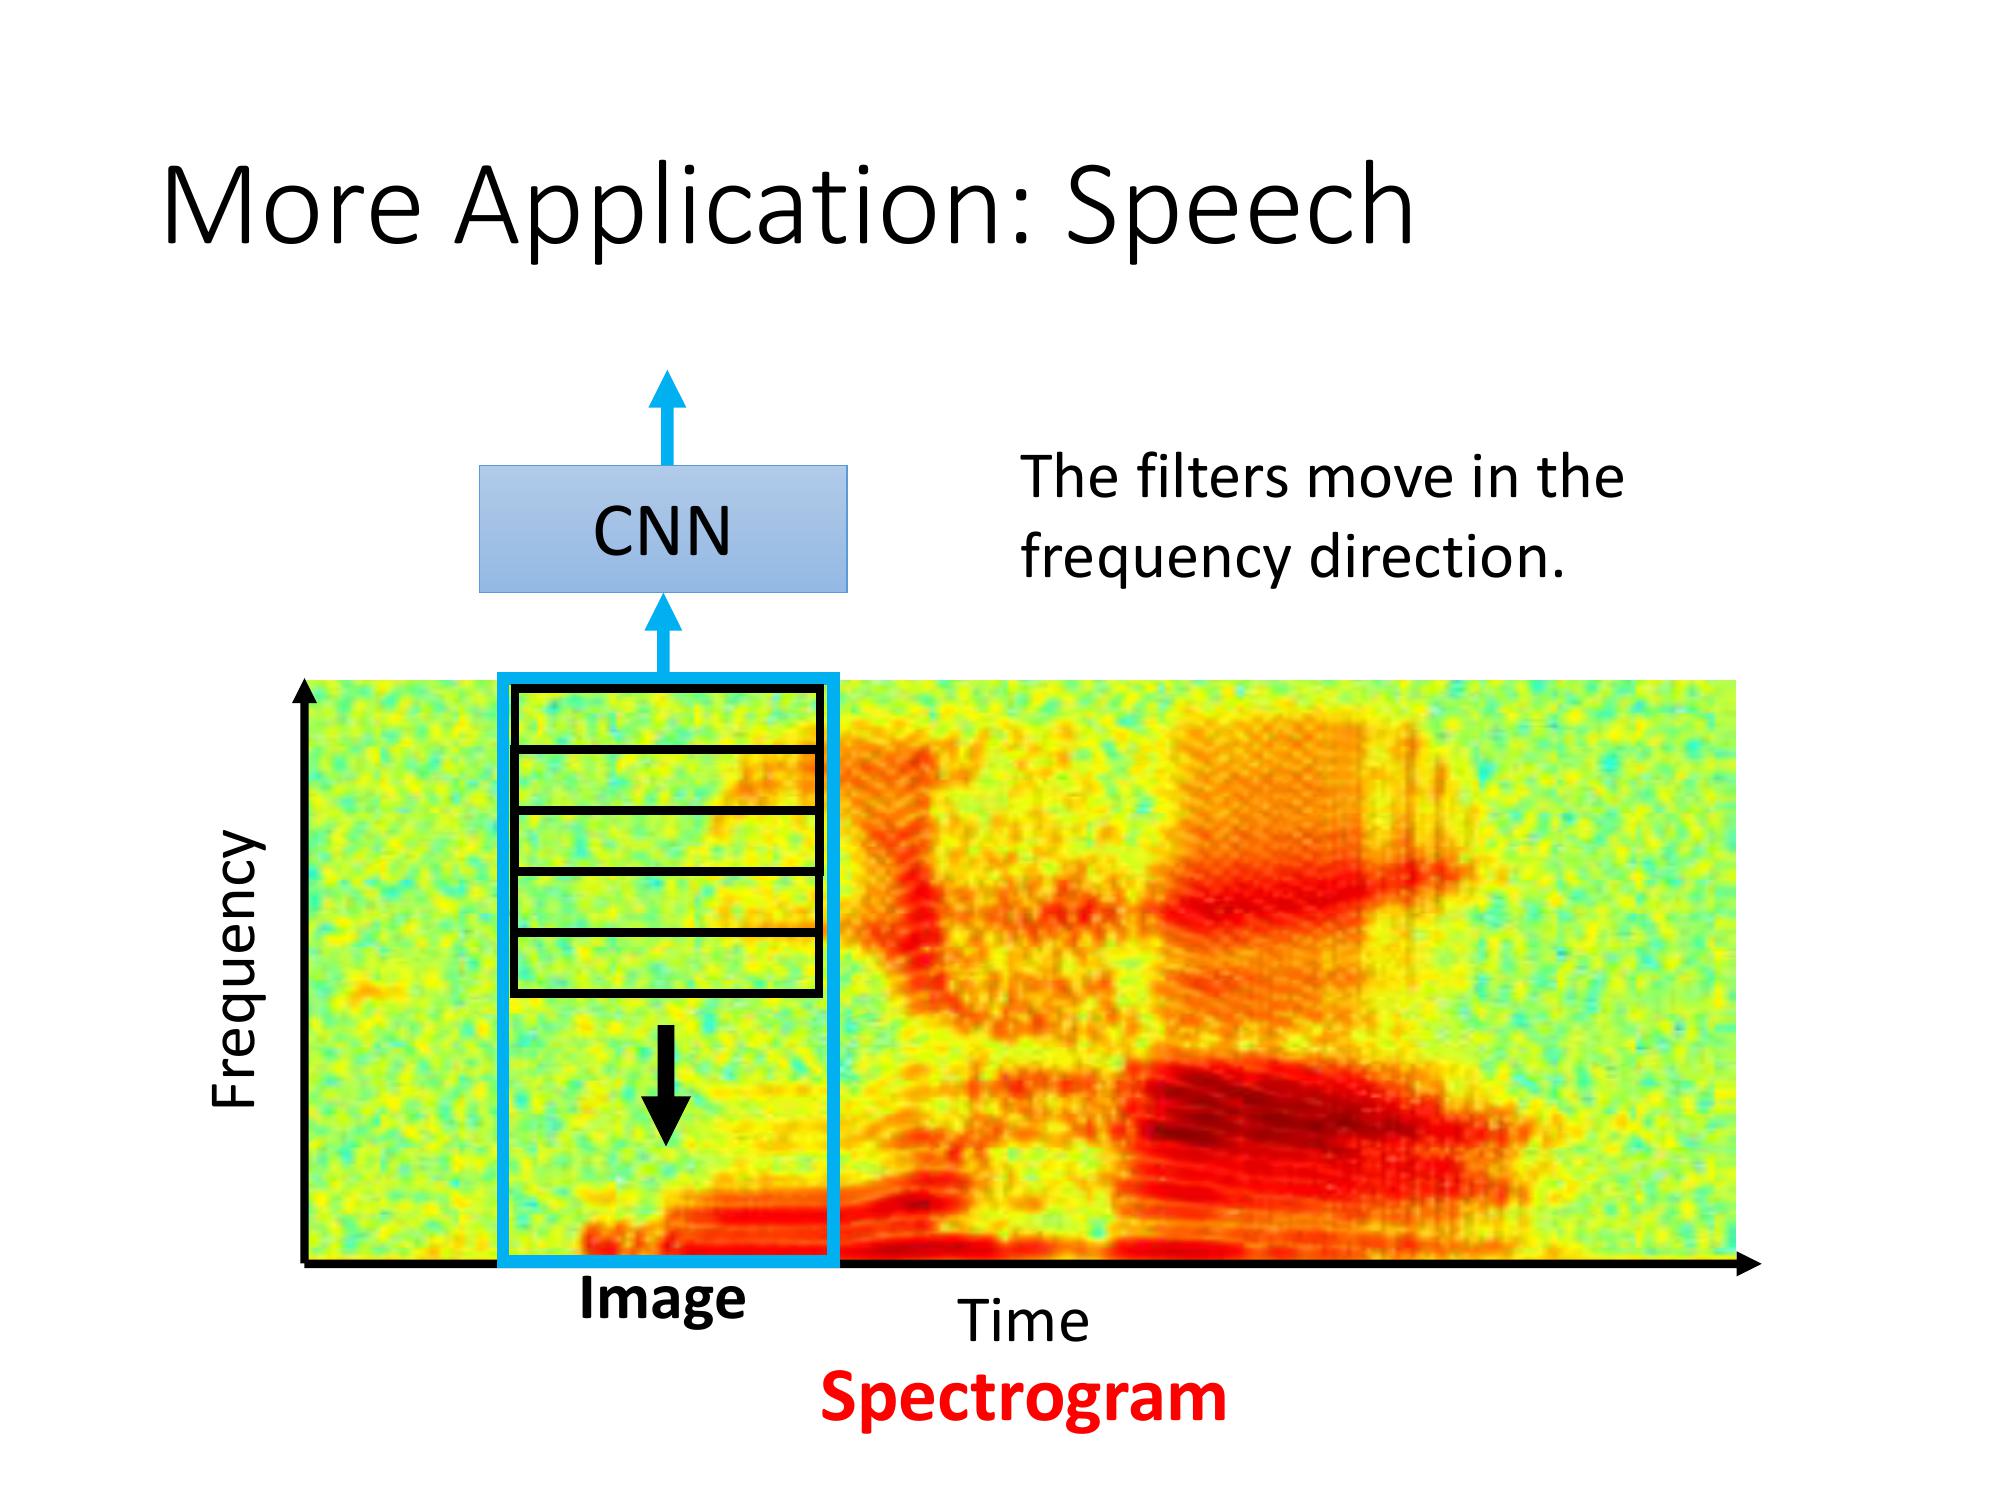 More Application: Speech
CNN
The filters move in the
frequency direction.
Frequency
Image
Time
Spectrogram